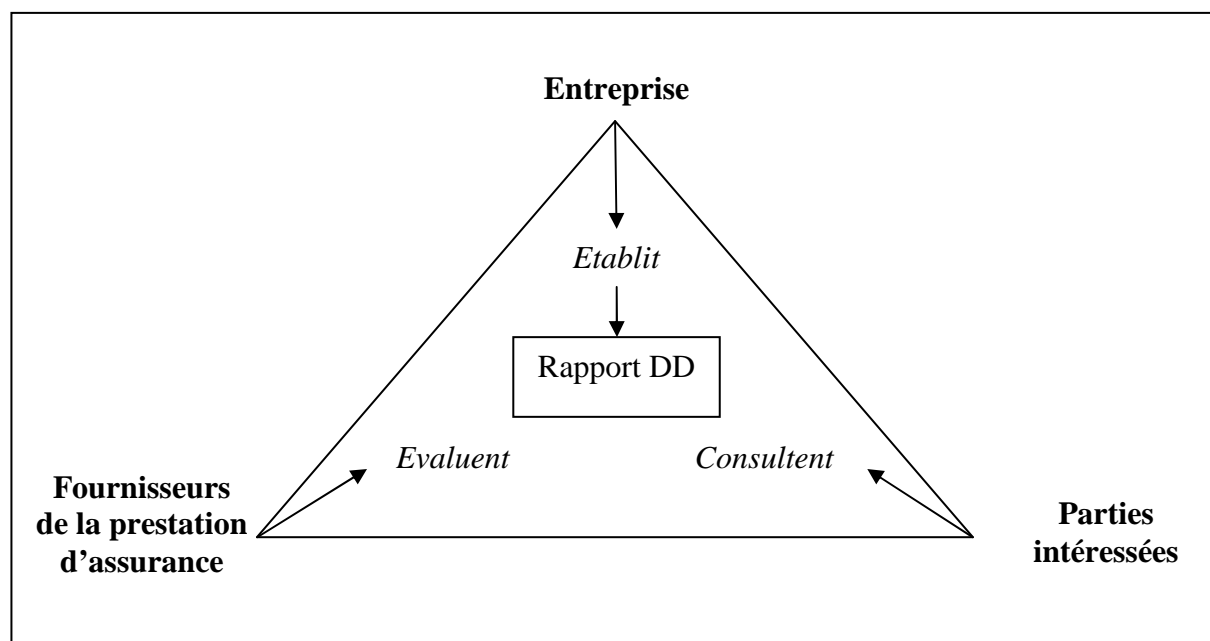 Entreprise
Etablit
Rapport DD
Evaluent
Consultent
Fournisseurs
de la prestation
d’assurance
Parties
intéressées